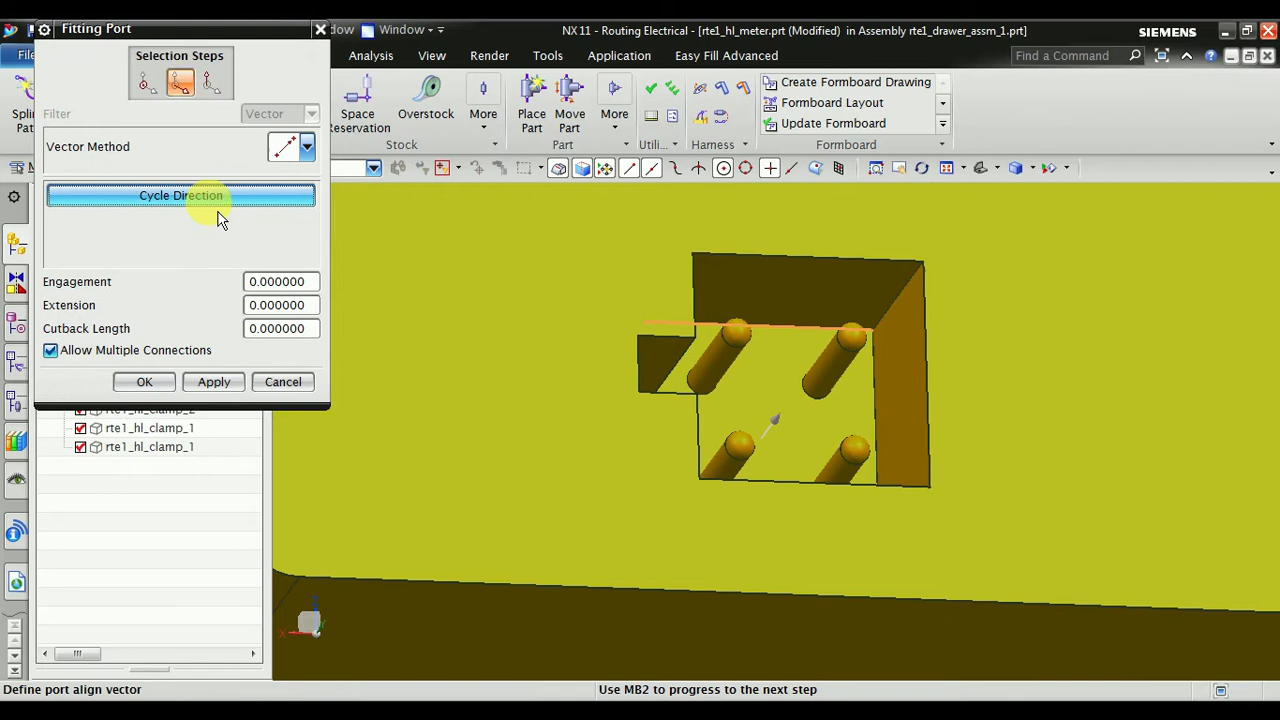 Fitting Port
Window
Window
NX 11 - Routing Electrical - [rte1_hl_meter.prt (Modified)  in Assembly rte1_drawer_assm_1.prt]
SIEMENS
Selection Steps
Analysis
View
Tools
Application
Easy Fill Advanced
Find a Command
Filter
Vector
Vector Method
Space
Reservation
Overstock
More
Place
Part
Move
Part
More
Create Formboard Drawing
Formboard Layout
Update Formboard
Stock
Part
Utili...
Formboard
Cycle Direction
Engagement
0.000000
Extension
0.000000
Cutback Length
0.000000
Allow Multiple Connections
OK
Apply
Cancel
rte1_hl_clamp_2
rte1_hl_clamp_1
rte1_hl_clamp_1
X
Define port align vector
Use MB2 to progress to the next step